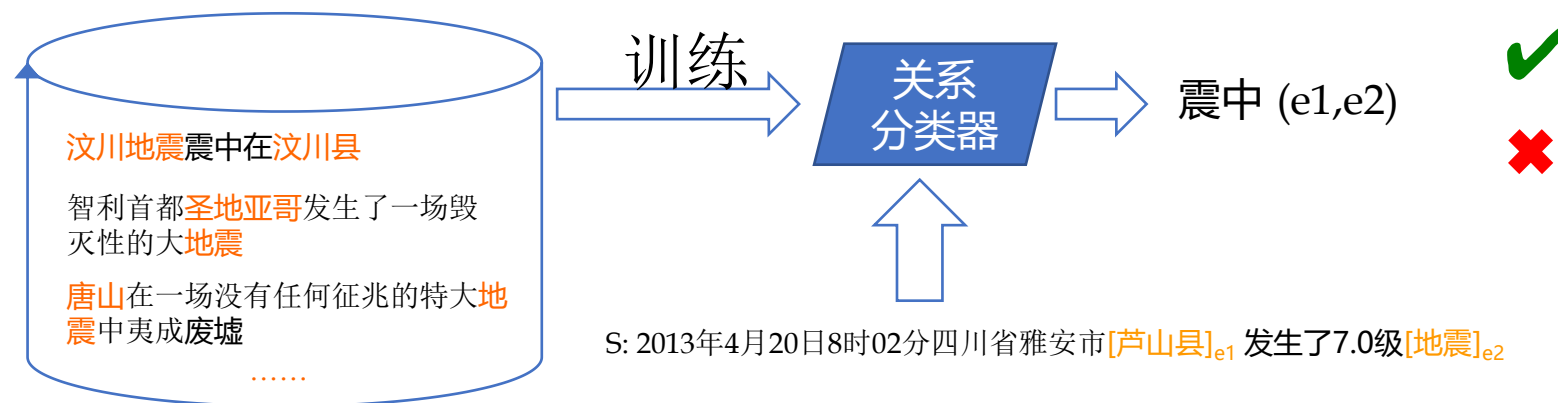 训练
关系
分类器
震中 (e1,e2)
汶川地震震中在汶川县
智利首都圣地亚哥发生了一场毁
灭性的大地震
唐山在一场没有任何征兆的特大地
震中夷成废墟
……
S: 2013年4月20日8时02分四川省雅安市[芦山县]e1 发生了7.0级[地震]e2